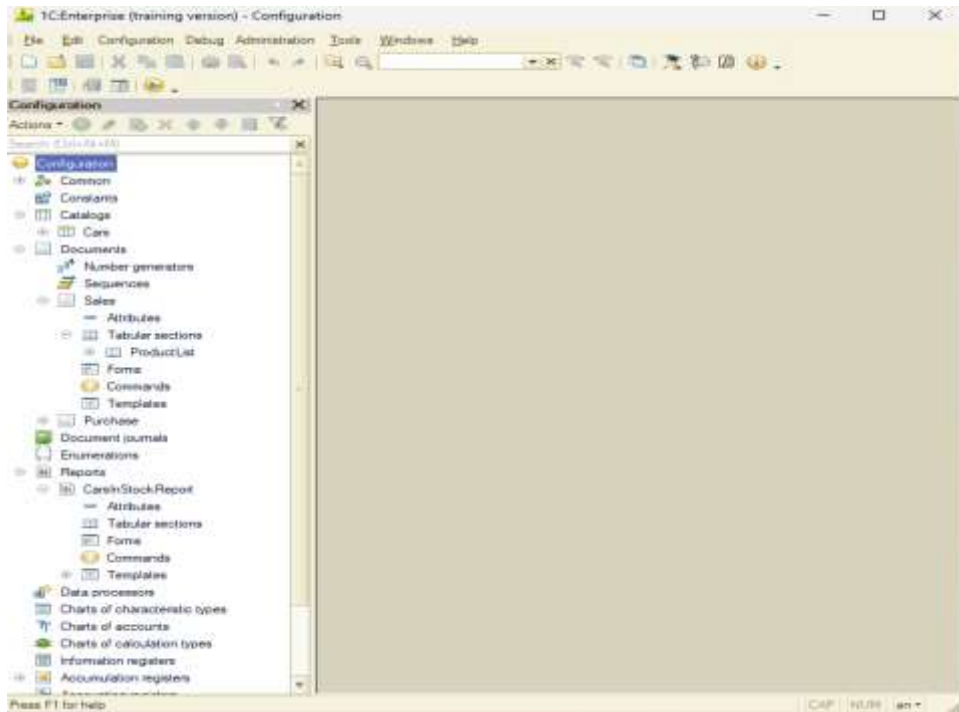 1C:Enterprise (training version) - Configuration
File Edit Configuration Debug Administration Tools Windows Help
Configuration
Actions
Search (Ctrl+Alt+M)
Configuration
Common
Constants
Catalogs
Cars
Documents
Number generators
Sequences
Sales
Attributes
Tabular sections
ProductList
Forms
Commands
Templates
Purchase
Document journals
Enumerations
Reports
CarsInStockReport
Attributes
Tabular sections
Forms
Commands
Templates
Data processors
Charts of characteristic types
Charts of accounts
Charts of calculation types
Information registers
Accumulation registers
Press F1 for help
CAP NUM en